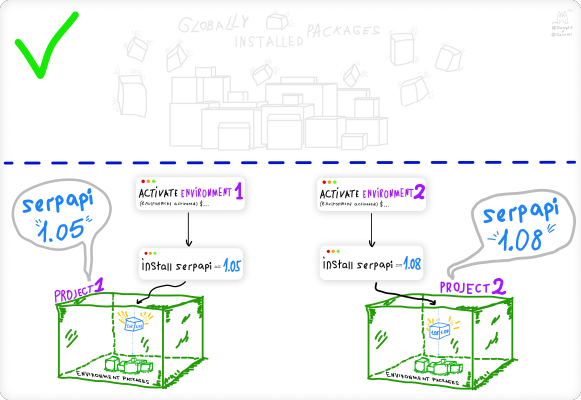 GLOBALLY PACKAGES
INSTALLED
serpapi
1.05
ACTIVATE ENVIRONMENT 1
(ENVIRONMENT ACTIVATED) $...
install serpapi == 1.05
PROJECT 1
ENVIRONMENT PACKAGES
ACTIVATE ENVIRONMENT 2
(ENVIRONMENT ACTIVATED) $...
install serpapi == 1.08
serpapi
1.08
PROJECT 2
ENVIRONMENT PACKAGES